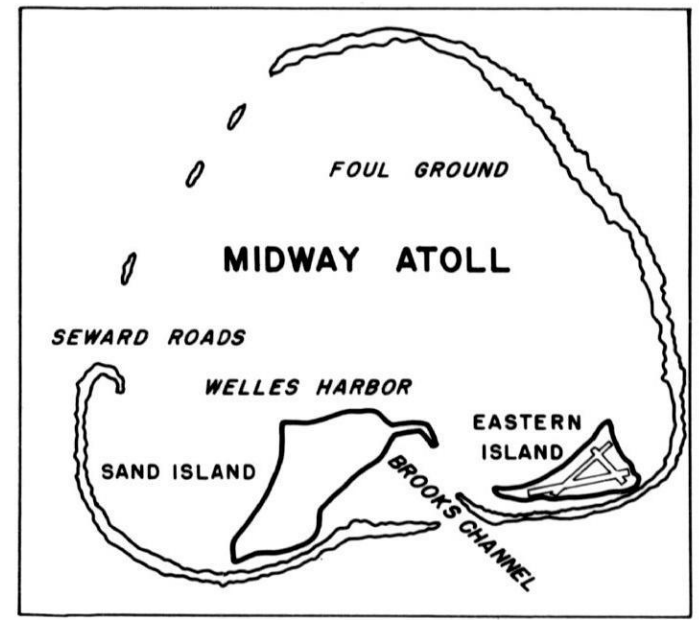 FOUL GROUND
MIDWAY ATOLL
SEWARD ROADS
WELLES HARBOR
EASTERN
ISLAND
SAND ISLAND
BROOKS CHANNEL